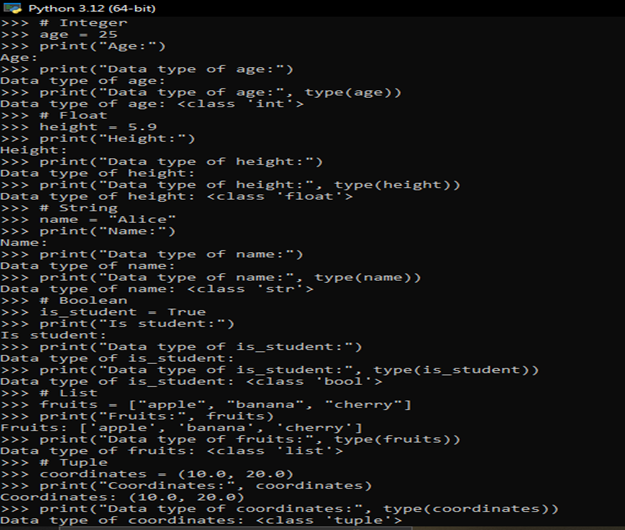 Python 3.12 (64-bit)
>>> # Integer
>>> age = 25
>>> print("Age:")
Age:
>>> print("Data type of age:")
Data type of age:
>>> print("Data type of age:", type(age))
Data type of age: <class 'int'>
>>> # Float
>>> height = 5.9
>>> print("Height:")
Height:
>>> print("Data type of height:")
Data type of height:
>>> print("Data type of height:", type(height))
Data type of height: <class 'float'>
>>> # String
>>> name = "Alice"
>>> print("Name:")
Name:
>>> print("Data type of name:")
Data type of name:
>>> print("Data type of name:", type(name))
Data type of name: <class 'str'>
>>> # Boolean
>>> is_student = True
>>> print("Is student:")
Is student:
>>> print("Data type of is_student:")
Data type of is_student:
>>> print("Data type of is_student:", type(is_student))
Data type of is_student: <class 'bool'>
>>> # List
>>> fruits = ["apple", "banana", "cherry"]
>>> print("Fruits:", fruits)
Fruits: ['apple', 'banana', 'cherry']
>>> print("Data type of fruits:", type(fruits))
Data type of fruits: <class 'list'>
>>> # Tuple
>>> coordinates = (10.0, 20.0)
>>> print("Coordinates:", coordinates)
Coordinates: (10.0, 20.0)
>>> print("Data type of coordinates:", type(coordinates))
Data type of coordinates: <class 'tuple'>